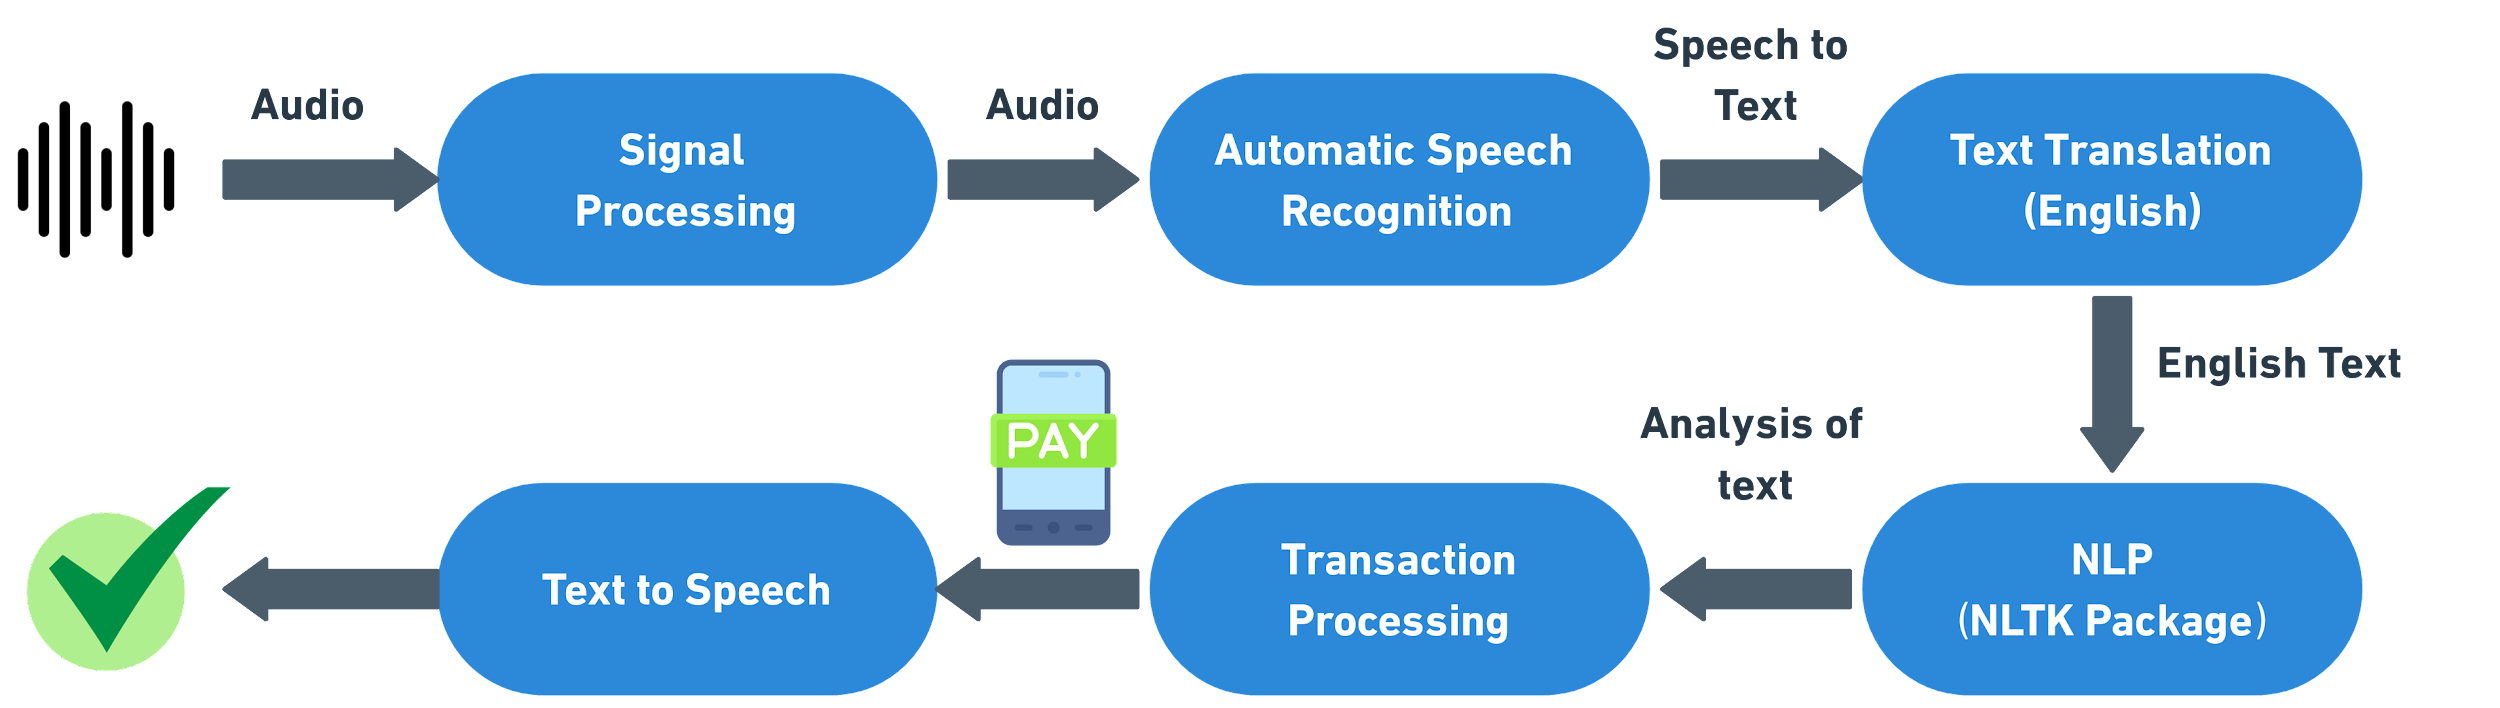 Audio
Signal
Processing
Audio
Automatic Speech
Recognition
Speech to
Text
Text Translation
(English)
English Text
NLP
(NLTK Package)
Analysis of
text
Transaction
Processing
PAY
Text to Speech